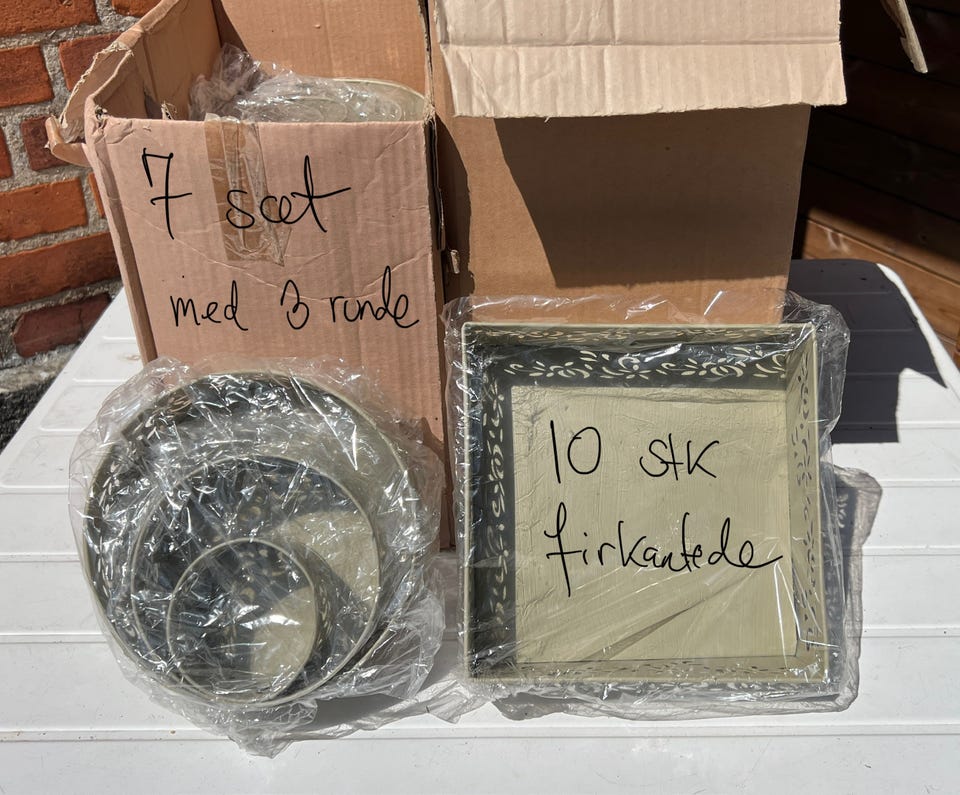 7 sæt
med 3 runde
10 stk
firkantede